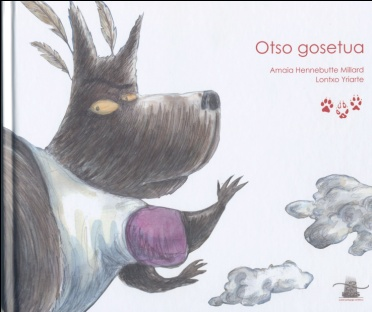 Otso gosetua
Amaia Hennebutte Millard
Lontxo Yriarte